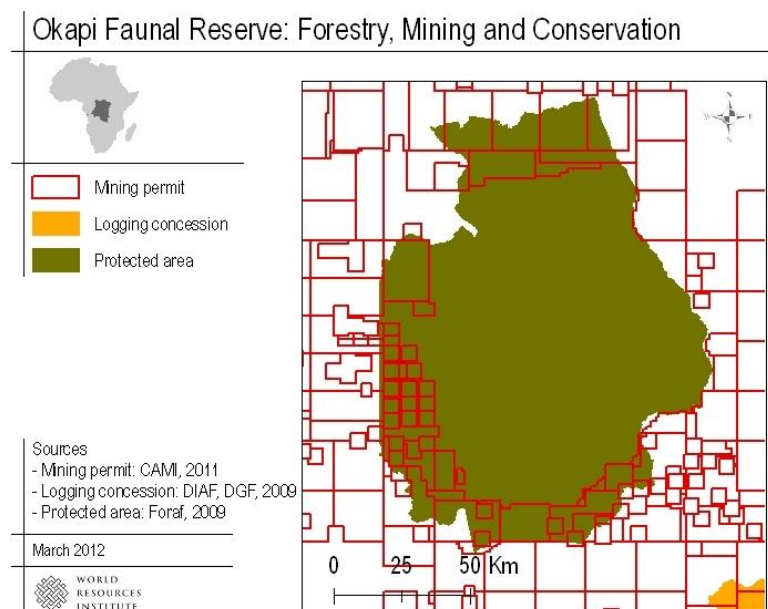 Okapi Faunal Reserve: Forestry, Mining and Conservation
N
W
E
S
Mining permit
Logging concession
Protected area
Sources
- Mining permit: CAMI, 2011
- Logging concession: DIAF, DGF, 2009
- Protected area: Foraf, 2009
March 2012
WORLD
RESOURCES
INSTITUTE
0 25 50 Km